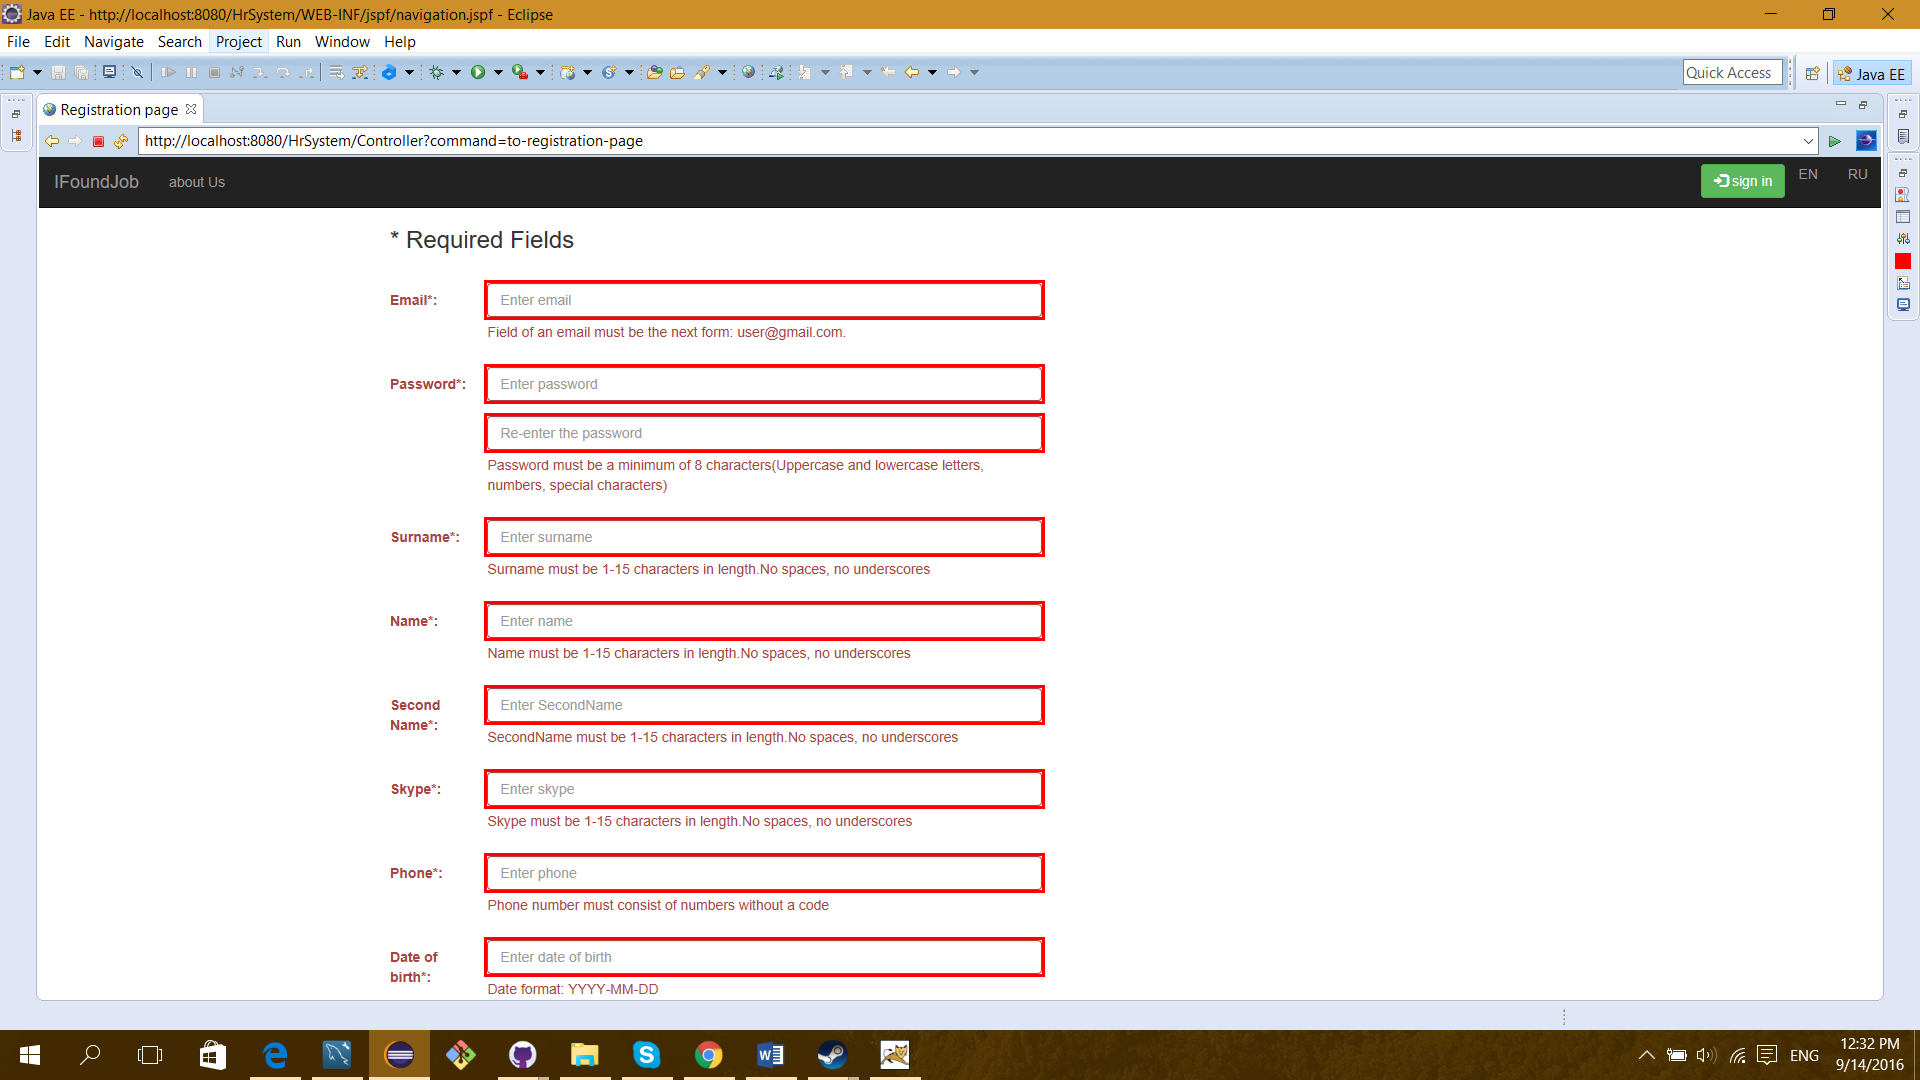 Java EE - http://localhost:8080/HrSystem/WEB-INF/jspf/navigation.jspf - Eclipse
File Edit Navigate Search Project Run Window Help
Quick Access
Java EE
Registration page
http://localhost:8080/HrSystem/Controller?command=to-registration-page
IFoundJob about Us sign in EN RU
* Required Fields
Email*: Enter email
Field of an email must be the next form: user@gmail.com.
Password*: Enter password
Re-enter the password
Password must be a minimum of 8 characters(Uppercase and lowercase letters,
numbers, special characters)
Surname*: Enter surname
Surname must be 1-15 characters in length.No spaces, no underscores
Name*: Enter name
Name must be 1-15 characters in length.No spaces, no underscores
Second
Name*:
Enter SecondName
SecondName must be 1-15 characters in length.No spaces, no underscores
Skype*: Enter skype
Skype must be 1-15 characters in length.No spaces, no underscores
Phone*: Enter phone
Phone number must consist of numbers without a code
Date of
birth*:
Enter date of birth
Date format: YYYY-MM-DD
ENG
12:32 PM
9/14/2016